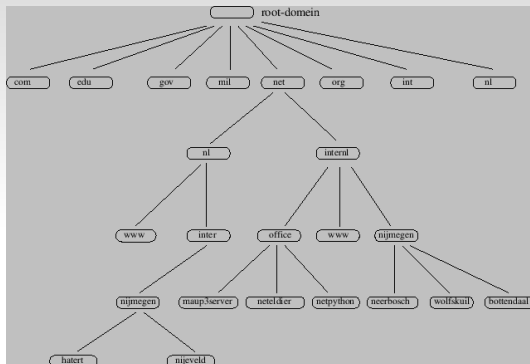 root-domein
com edu gov mil net org int nl
nl internl
www inter office www nijmegen
nijmegen maup3server neteldier netpython neerbosch wolfskuil bottendaal
hatert nijeveld